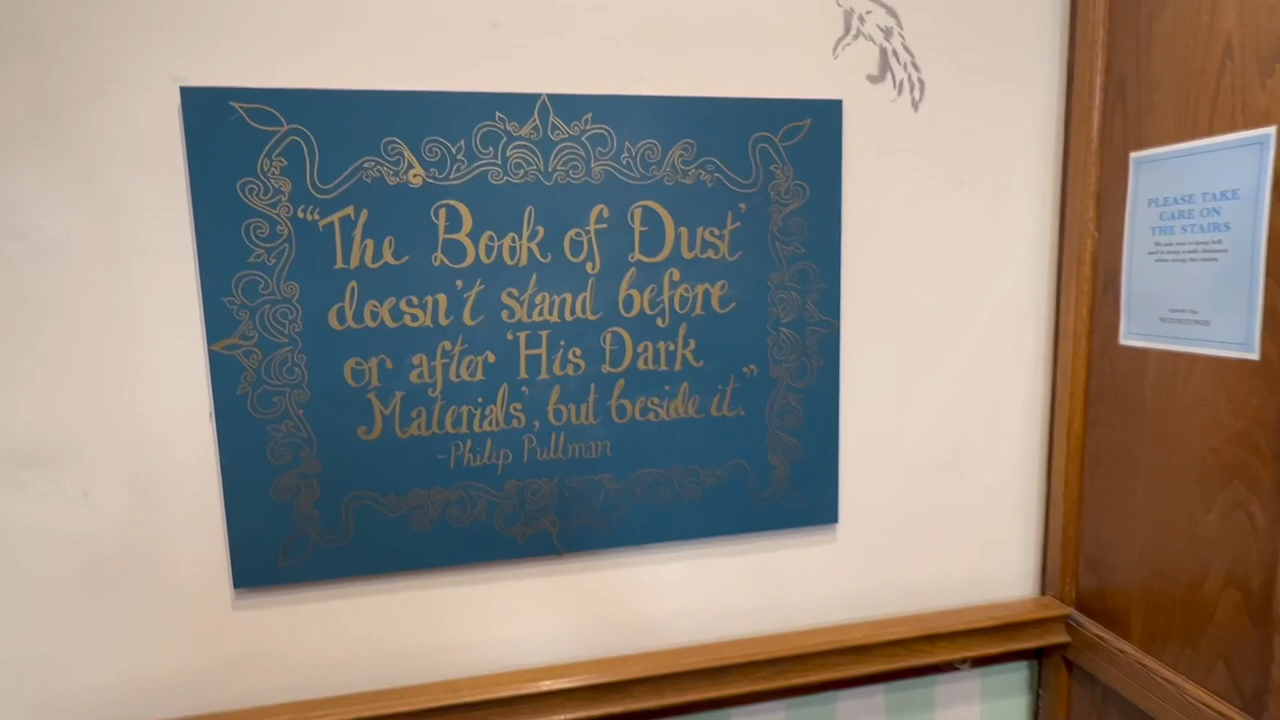 “‘The Book of Dust’
doesn’t stand before
or after ‘His Dark
Materials’, but beside it.”
-Philip Pullman
PLEASE TAKE
CARE ON
THE STAIRS